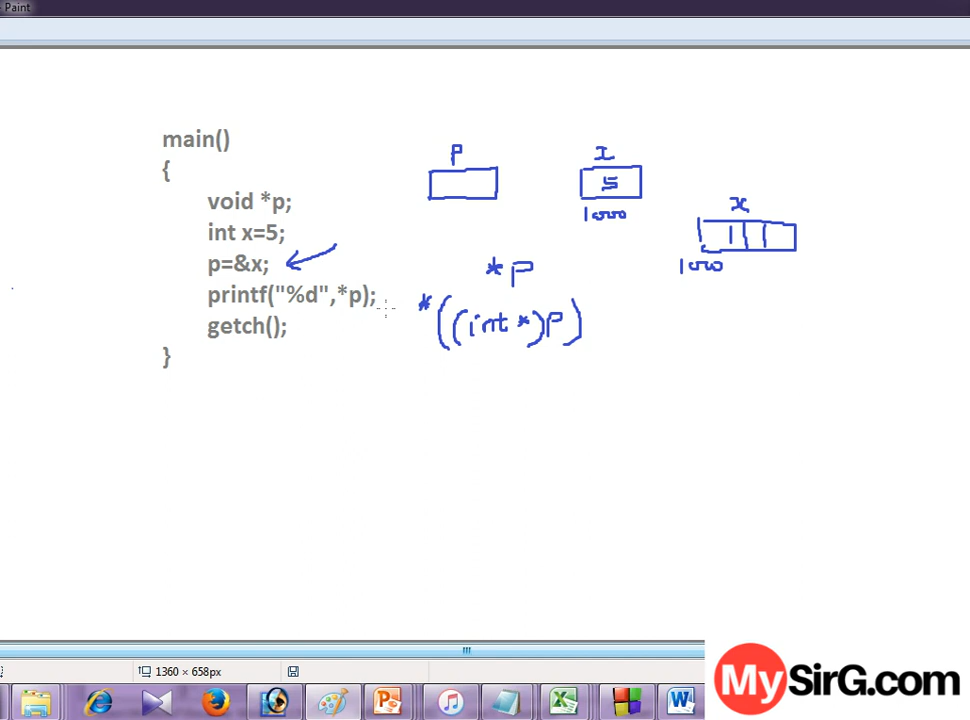 Paint
main()
{
void *p;
int x=5;
p=&x;
printf("%d",*p);
getch();
}
P
x
5
1000
x
1000
*P
*((int *)P)
1360 × 658px
MySirG.com